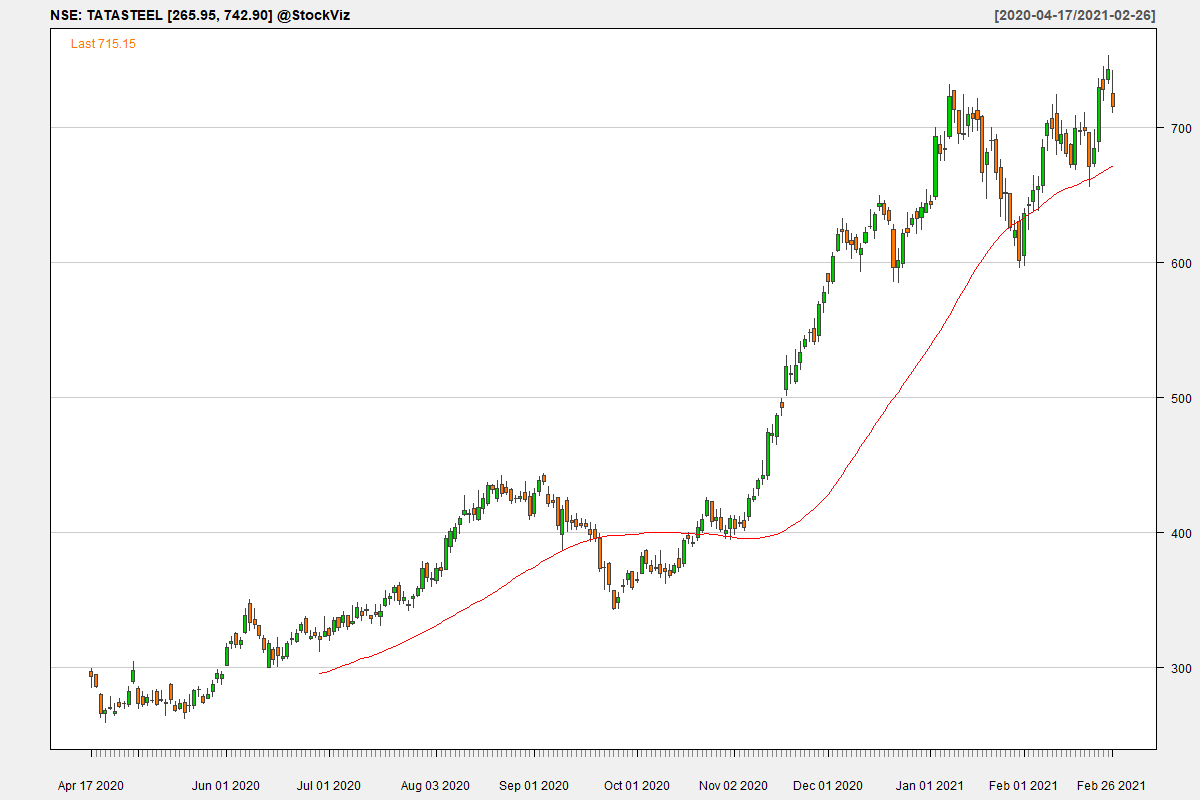 NSE: TATASTEEL [265.95, 742.90] @StockViz
[2020-04-17/2021-02-26]
Last 715.15
700
600
500
400
300
Apr 17 2020
Jun 01 2020
Jul 01 2020
Aug 03 2020
Sep 01 2020
Oct 01 2020
Nov 02 2020
Dec 01 2020
Jan 01 2021
Feb 01 2021
Feb 26 2021